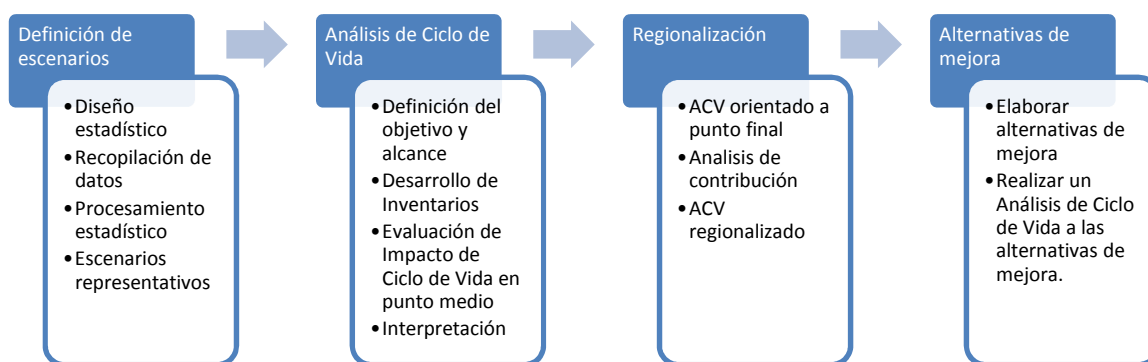 Definición de
escenarios
•Diseño
estadístico
•Recopilación de
datos
•Procesamiento
estadístico
•Escenarios
representativos
Análisis de Ciclo de
Vida
•Definición del
objetivo y
alcance
•Desarrollo de
Inventarios
•Evaluación de
Impacto de
Ciclo de Vida en
punto medio
•Interpretación
Regionalización
•ACV orientado a
punto final
•Analisis de
contribución
•ACV
regionalizado
Alternativas de
mejora
•Elaborar
alternativas de
mejora
•Realizar un
Análisis de Ciclo
de Vida a las
alternativas de
mejora.